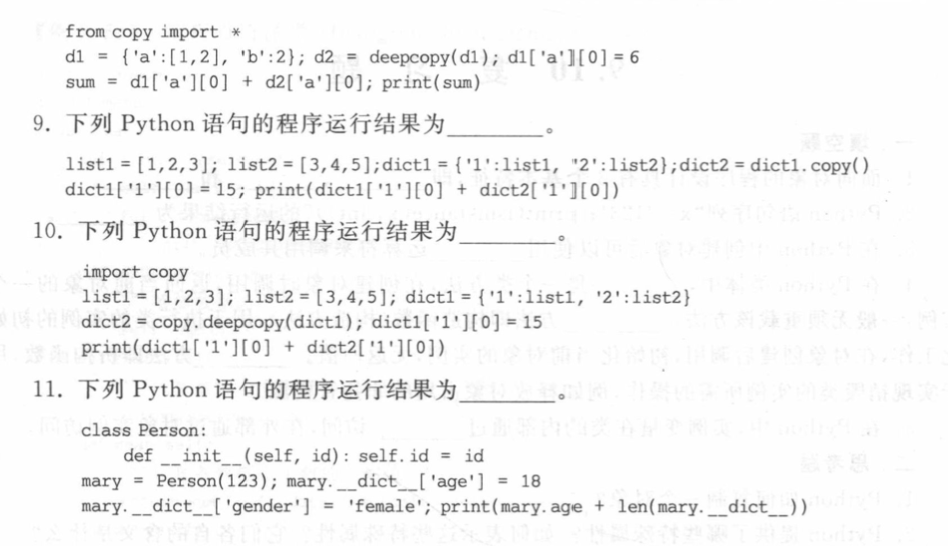 from copy import *
d1 = {'a':[1,2], 'b':2}; d2 = deepcopy(d1); d1['a'][0] = 6
sum = d1['a'][0] + d2['a'][0]; print(sum)
9. 下列 Python 语句的程序运行结果为________。
list1 = [1,2,3]; list2 = [3,4,5];dict1 = {'1':list1, '2':list2};dict2 = dict1.copy()
dict1['1'][0] = 15; print(dict1['1'][0] + dict2['1'][0])
10. 下列 Python 语句的程序运行结果为________。
import copy
list1 = [1,2,3]; list2 = [3,4,5]; dict1 = {'1':list1, '2':list2}
dict2 = copy.deepcopy(dict1); dict1['1'][0] = 15
print(dict1['1'][0] + dict2['1'][0])
11. 下列 Python 语句的程序运行结果为________。
class Person:
def __init__(self, id): self.id = id
mary = Person(123); mary.__dict__['age'] = 18
mary.__dict__['gender'] = 'female'; print(mary.age + len(mary.__dict__))